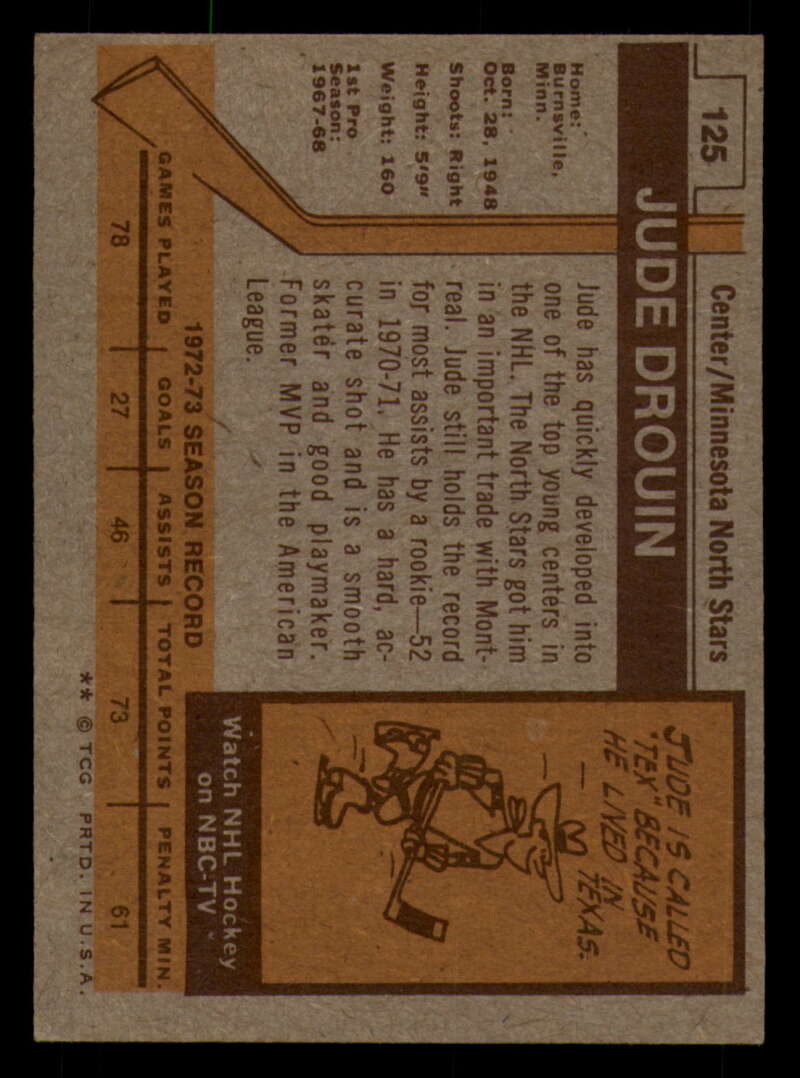 125
Center/Minnesota North Stars
JUDE DROUIN
Home:
Burnsville,
Minn.
Born:
Oct. 28, 1948
Shoots: Right
Height: 5'9"
Weight: 160
1st Pro
Season:
1967-68
Jude has quickly developed into
one of the top young centers in
the NHL. The North Stars got him
in an important trade with Mont-
real. Jude still holds the record
for most assists by a rookie—52
in 1970-71. He has a hard, ac-
curate shot and is a smooth
skater and good playmaker.
Former MVP in the American
League.
JUDE IS CALLED
"TEX" BECAUSE
HE LIVED IN
TEXAS.
Watch NHL Hockey
on NBC-TV
1972-73 SEASON RECORD
GAMES PLAYED GOALS ASSISTS TOTAL POINTS PENALTY MIN.
78 27 46 73 61
** © TCG PRTD. IN U.S.A.